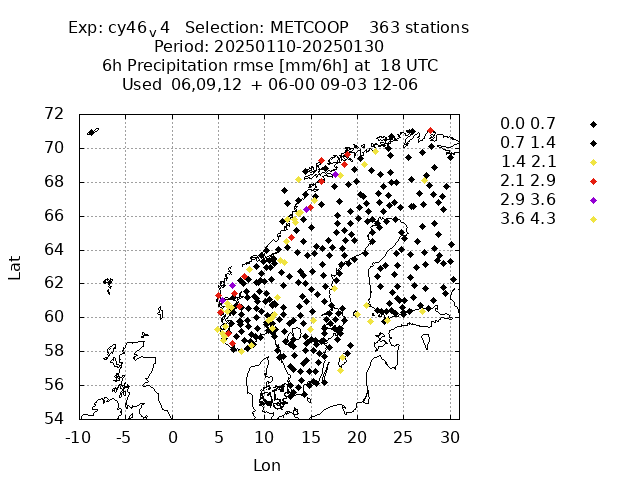 Exp: cy46v4 Selection: METCOOP 363 stations
Period: 20250110-20250130
6h Precipitation rmse [mm/6h] at 18 UTC
Used 06,09,12 + 06-00 09-03 12-06
0.0 0.7
0.7 1.4
1.4 2.1
2.1 2.9
2.9 3.6
3.6 4.3
72
70
68
66
64
62
60
58
56
54
Lat
-10 -5 0 5 10 15 20 25 30
Lon